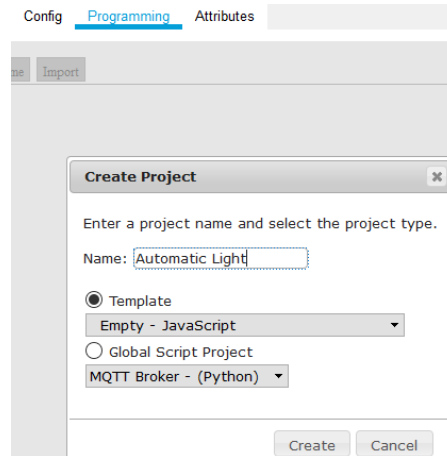 Config Programming Attributes
me Import
Create Project
Enter a project name and select the project type.
Name: Automatic Light
Template
Empty - JavaScript
Global Script Project
MQTT Broker - (Python)
Create Cancel